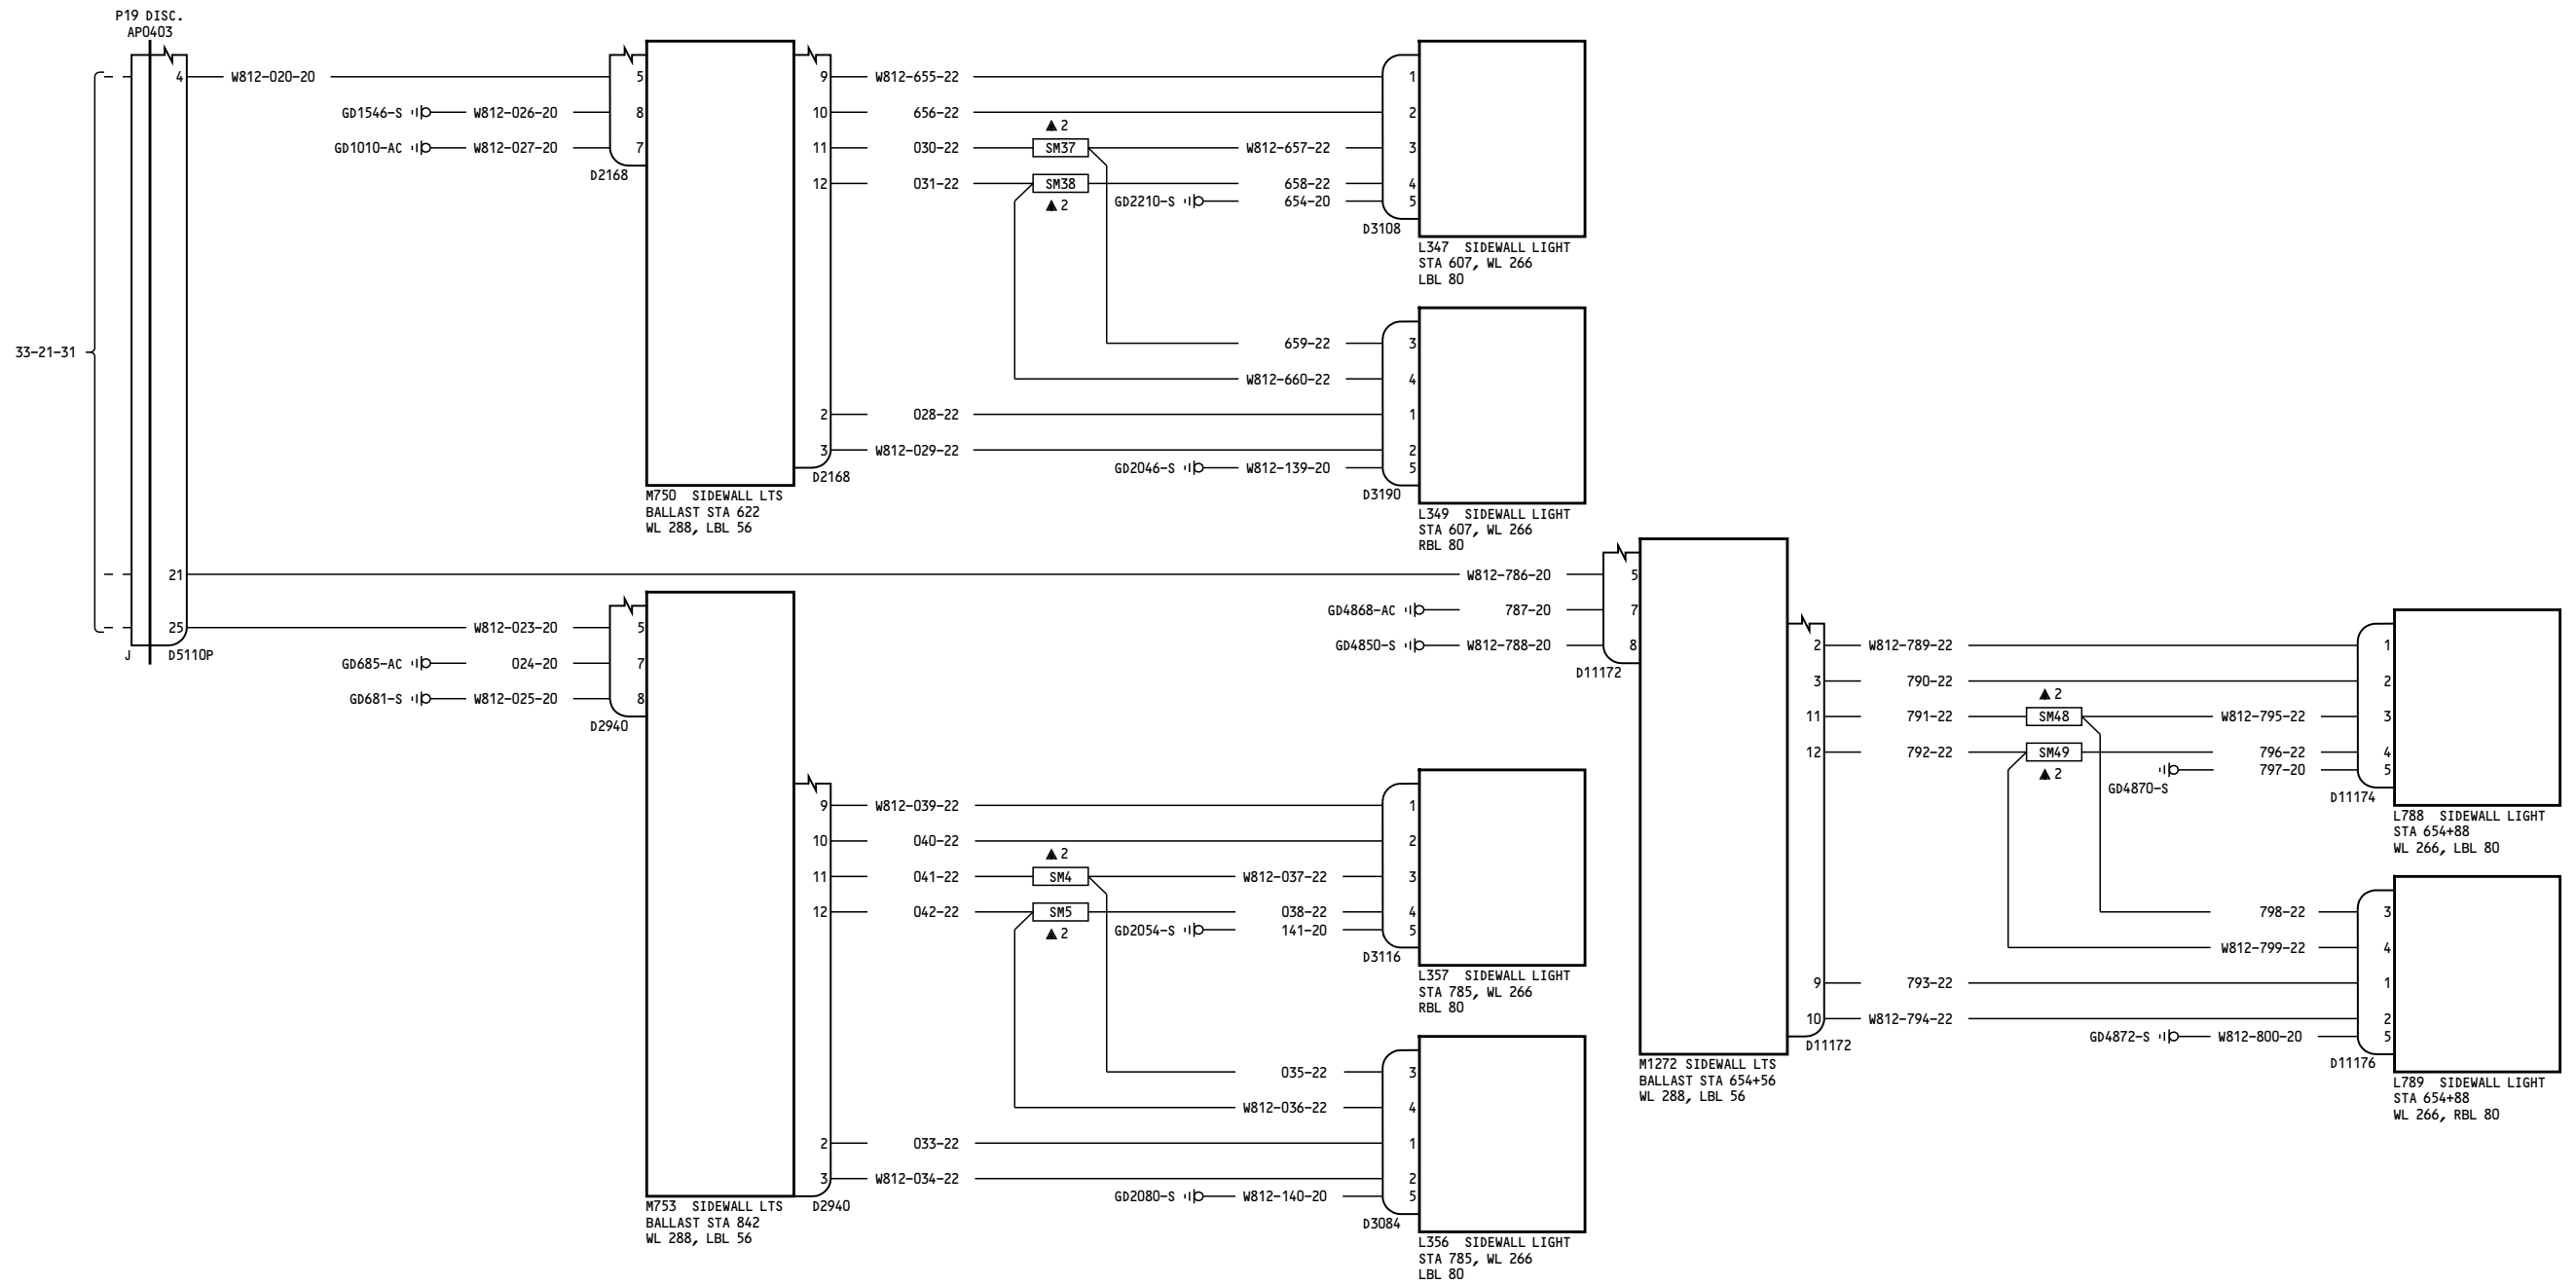 P19 DISC.
AP0403
33-21-31
4 W812-020-20 5
GD1546-S W812-026-20 8
GD1010-AC W812-027-20 7
D2168
9 W812-655-22 1
10 656-22 2
▲ 2
11 030-22 SM37 W812-657-22 3
12 031-22 SM38 658-22 4
▲ 2
GD2210-S 654-20 5
D3108
L347 SIDEWALL LIGHT
STA 607, WL 266
LBL 80
659-22 3
W812-660-22 4
2 028-22 1
3 W812-029-22 2
GD2046-S W812-139-20 5
D2168
D3190
M750 SIDEWALL LTS
BALLAST STA 622
WL 288, LBL 56
L349 SIDEWALL LIGHT
STA 607, WL 266
RBL 80
21 W812-786-20 5
GD4868-AC 787-20 7
GD4850-S W812-788-20 8
D11172
25 W812-023-20 5
J D5110P
GD685-AC 024-20 7
GD681-S W812-025-20 8
D2940
2 W812-789-22 1
3 790-22 2
▲ 2
11 791-22 SM48 W812-795-22 3
12 792-22 SM49 796-22 4
▲ 2
GD4870-S 797-20 5
D11174
L788 SIDEWALL LIGHT
STA 654+88
WL 266, LBL 80
798-22 3
W812-799-22 4
9 793-22 1
10 W812-794-22 2
GD4872-S W812-800-20 5
D11172
D11176
M1272 SIDEWALL LTS
BALLAST STA 654+56
WL 288, LBL 56
L789 SIDEWALL LIGHT
STA 654+88
WL 266, RBL 80
9 W812-039-22 1
10 040-22 2
▲ 2
11 041-22 SM4 W812-037-22 3
12 042-22 SM5 038-22 4
▲ 2
GD2054-S 141-20 5
D3116
L357 SIDEWALL LIGHT
STA 785, WL 266
RBL 80
035-22 3
W812-036-22 4
2 033-22 1
3 W812-034-22 2
GD2080-S W812-140-20 5
D2940
D3084
M753 SIDEWALL LTS
BALLAST STA 842
WL 288, LBL 56
L356 SIDEWALL LIGHT
STA 785, WL 266
LBL 80